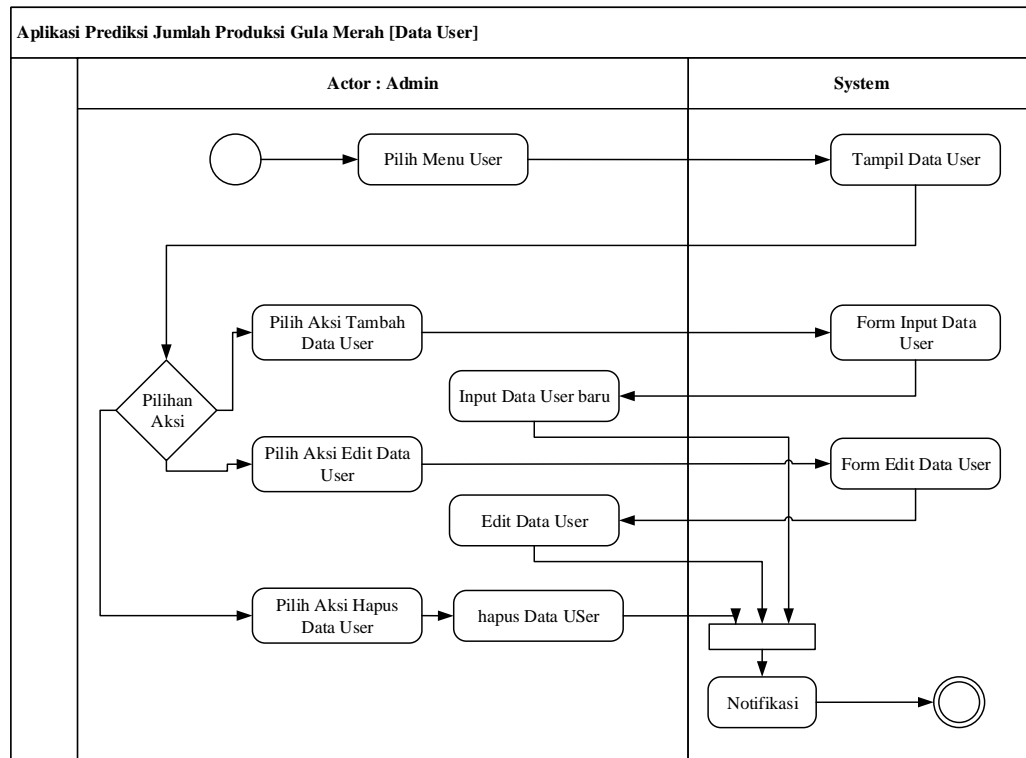 Aplikasi Prediksi Jumlah Produksi Gula Merah [Data User]
Actor : Admin
System
Pilih Menu User
Tampil Data User
Pilih Aksi Tambah
Data User
Form Input Data
User
Pilihan
Aksi
Input Data User baru
Pilih Aksi Edit Data
User
Form Edit Data User
Edit Data User
Pilih Aksi Hapus
Data User
hapus Data USer
Notifikasi